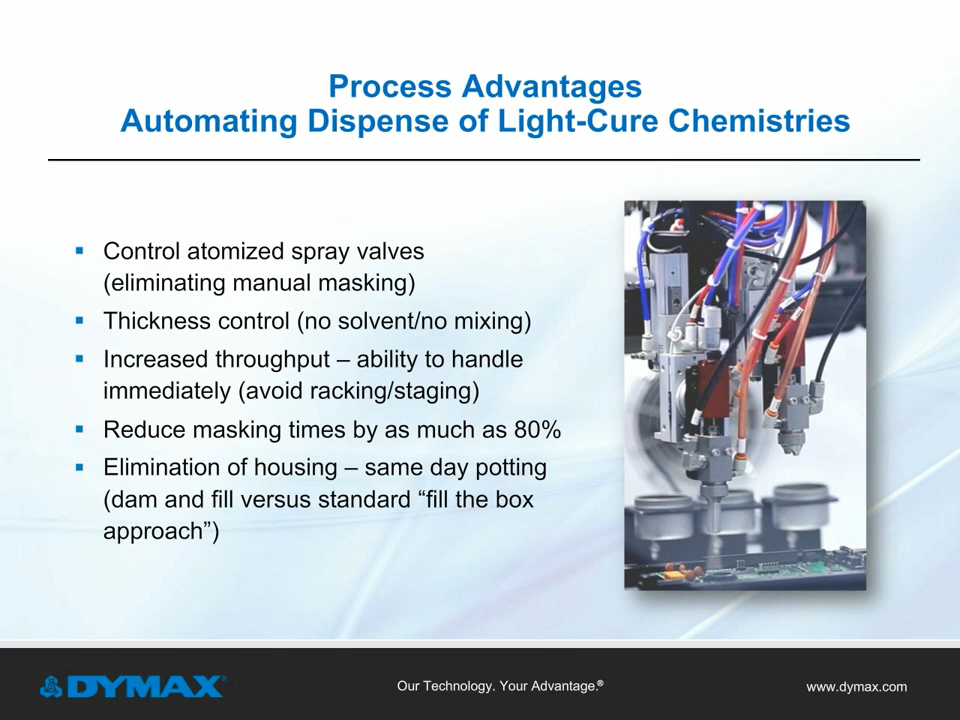 Process Advantages
Automating Dispense of Light-Cure Chemistries
▪ Control atomized spray valves
(eliminating manual masking)
▪ Thickness control (no solvent/no mixing)
▪ Increased throughput – ability to handle
immediately (avoid racking/staging)
▪ Reduce masking times by as much as 80%
▪ Elimination of housing – same day potting
(dam and fill versus standard “fill the box
approach”)
DYMAX®
Our Technology. Your Advantage.®
www.dymax.com